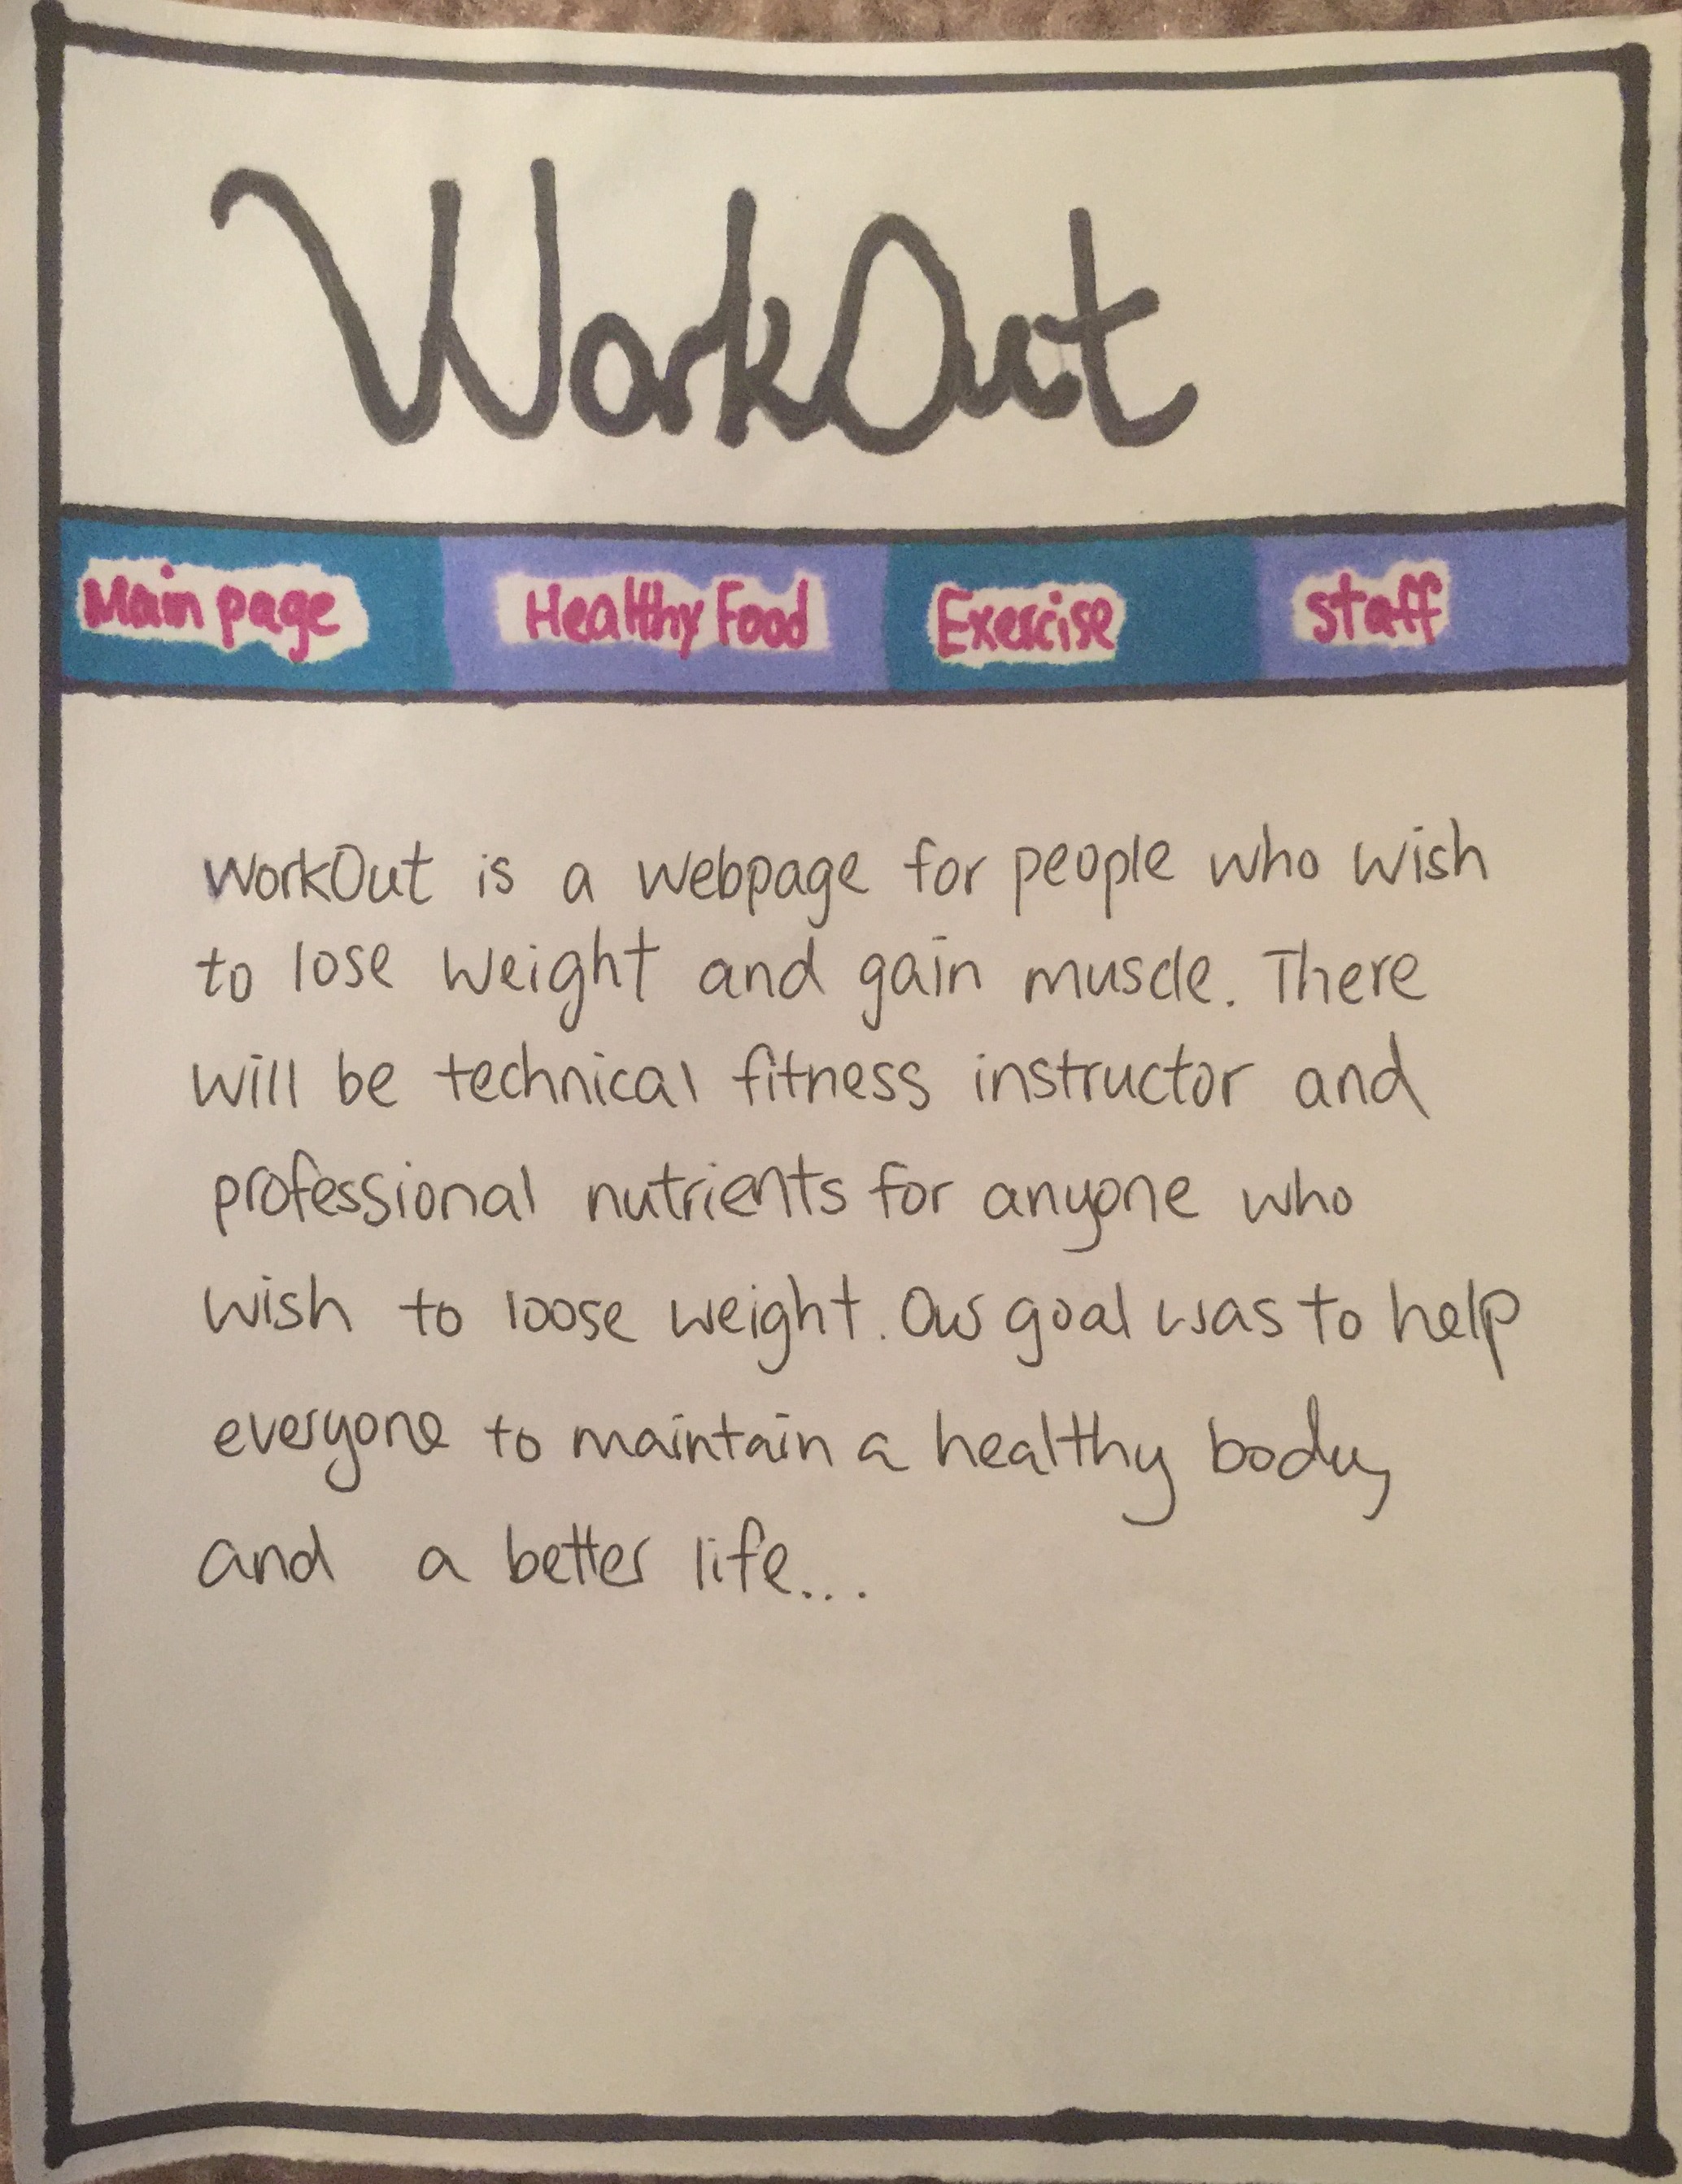 WorkOut
Main page Healthy Food Exercise staff
WorkOut is a webpage for people who wish
to lose weight and gain muscle. There
will be technical fitness instructor and
professional nutrients for anyone who
wish to loose weight. Our goal was to help
everyone to maintain a healthy body,
and a better life...